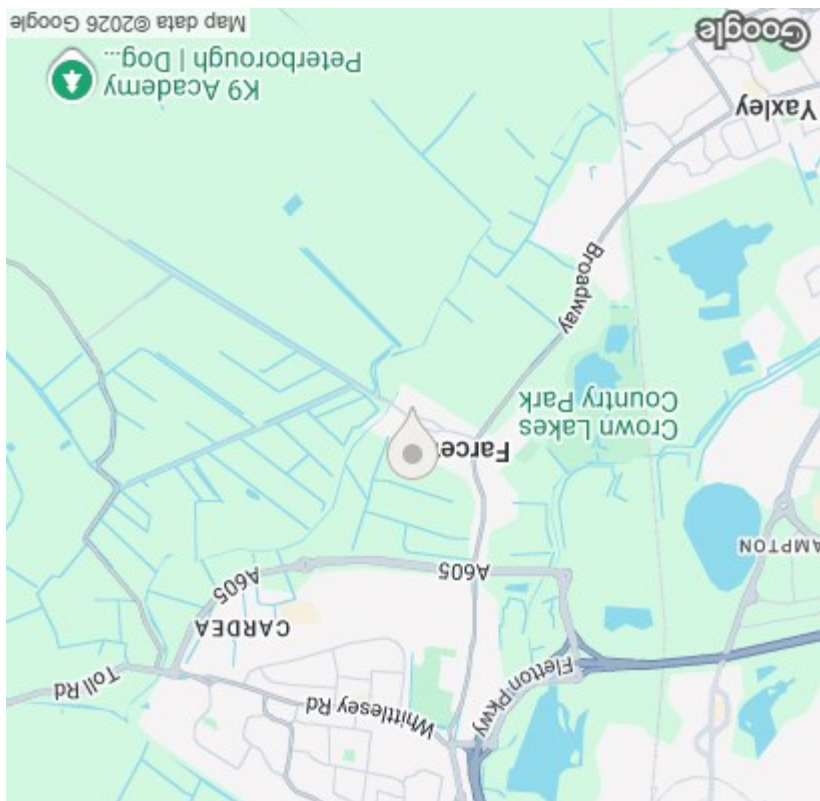 Whittlesey Rd
Toll Rd
Fletton Pkwy
CARDEA
A605
A605
AMPTON
Farce
Crown Lakes
Country Park
Broadway
Yaxley
K9 Academy
Peterborough | Dog...
Google
Map data ©2026 Google